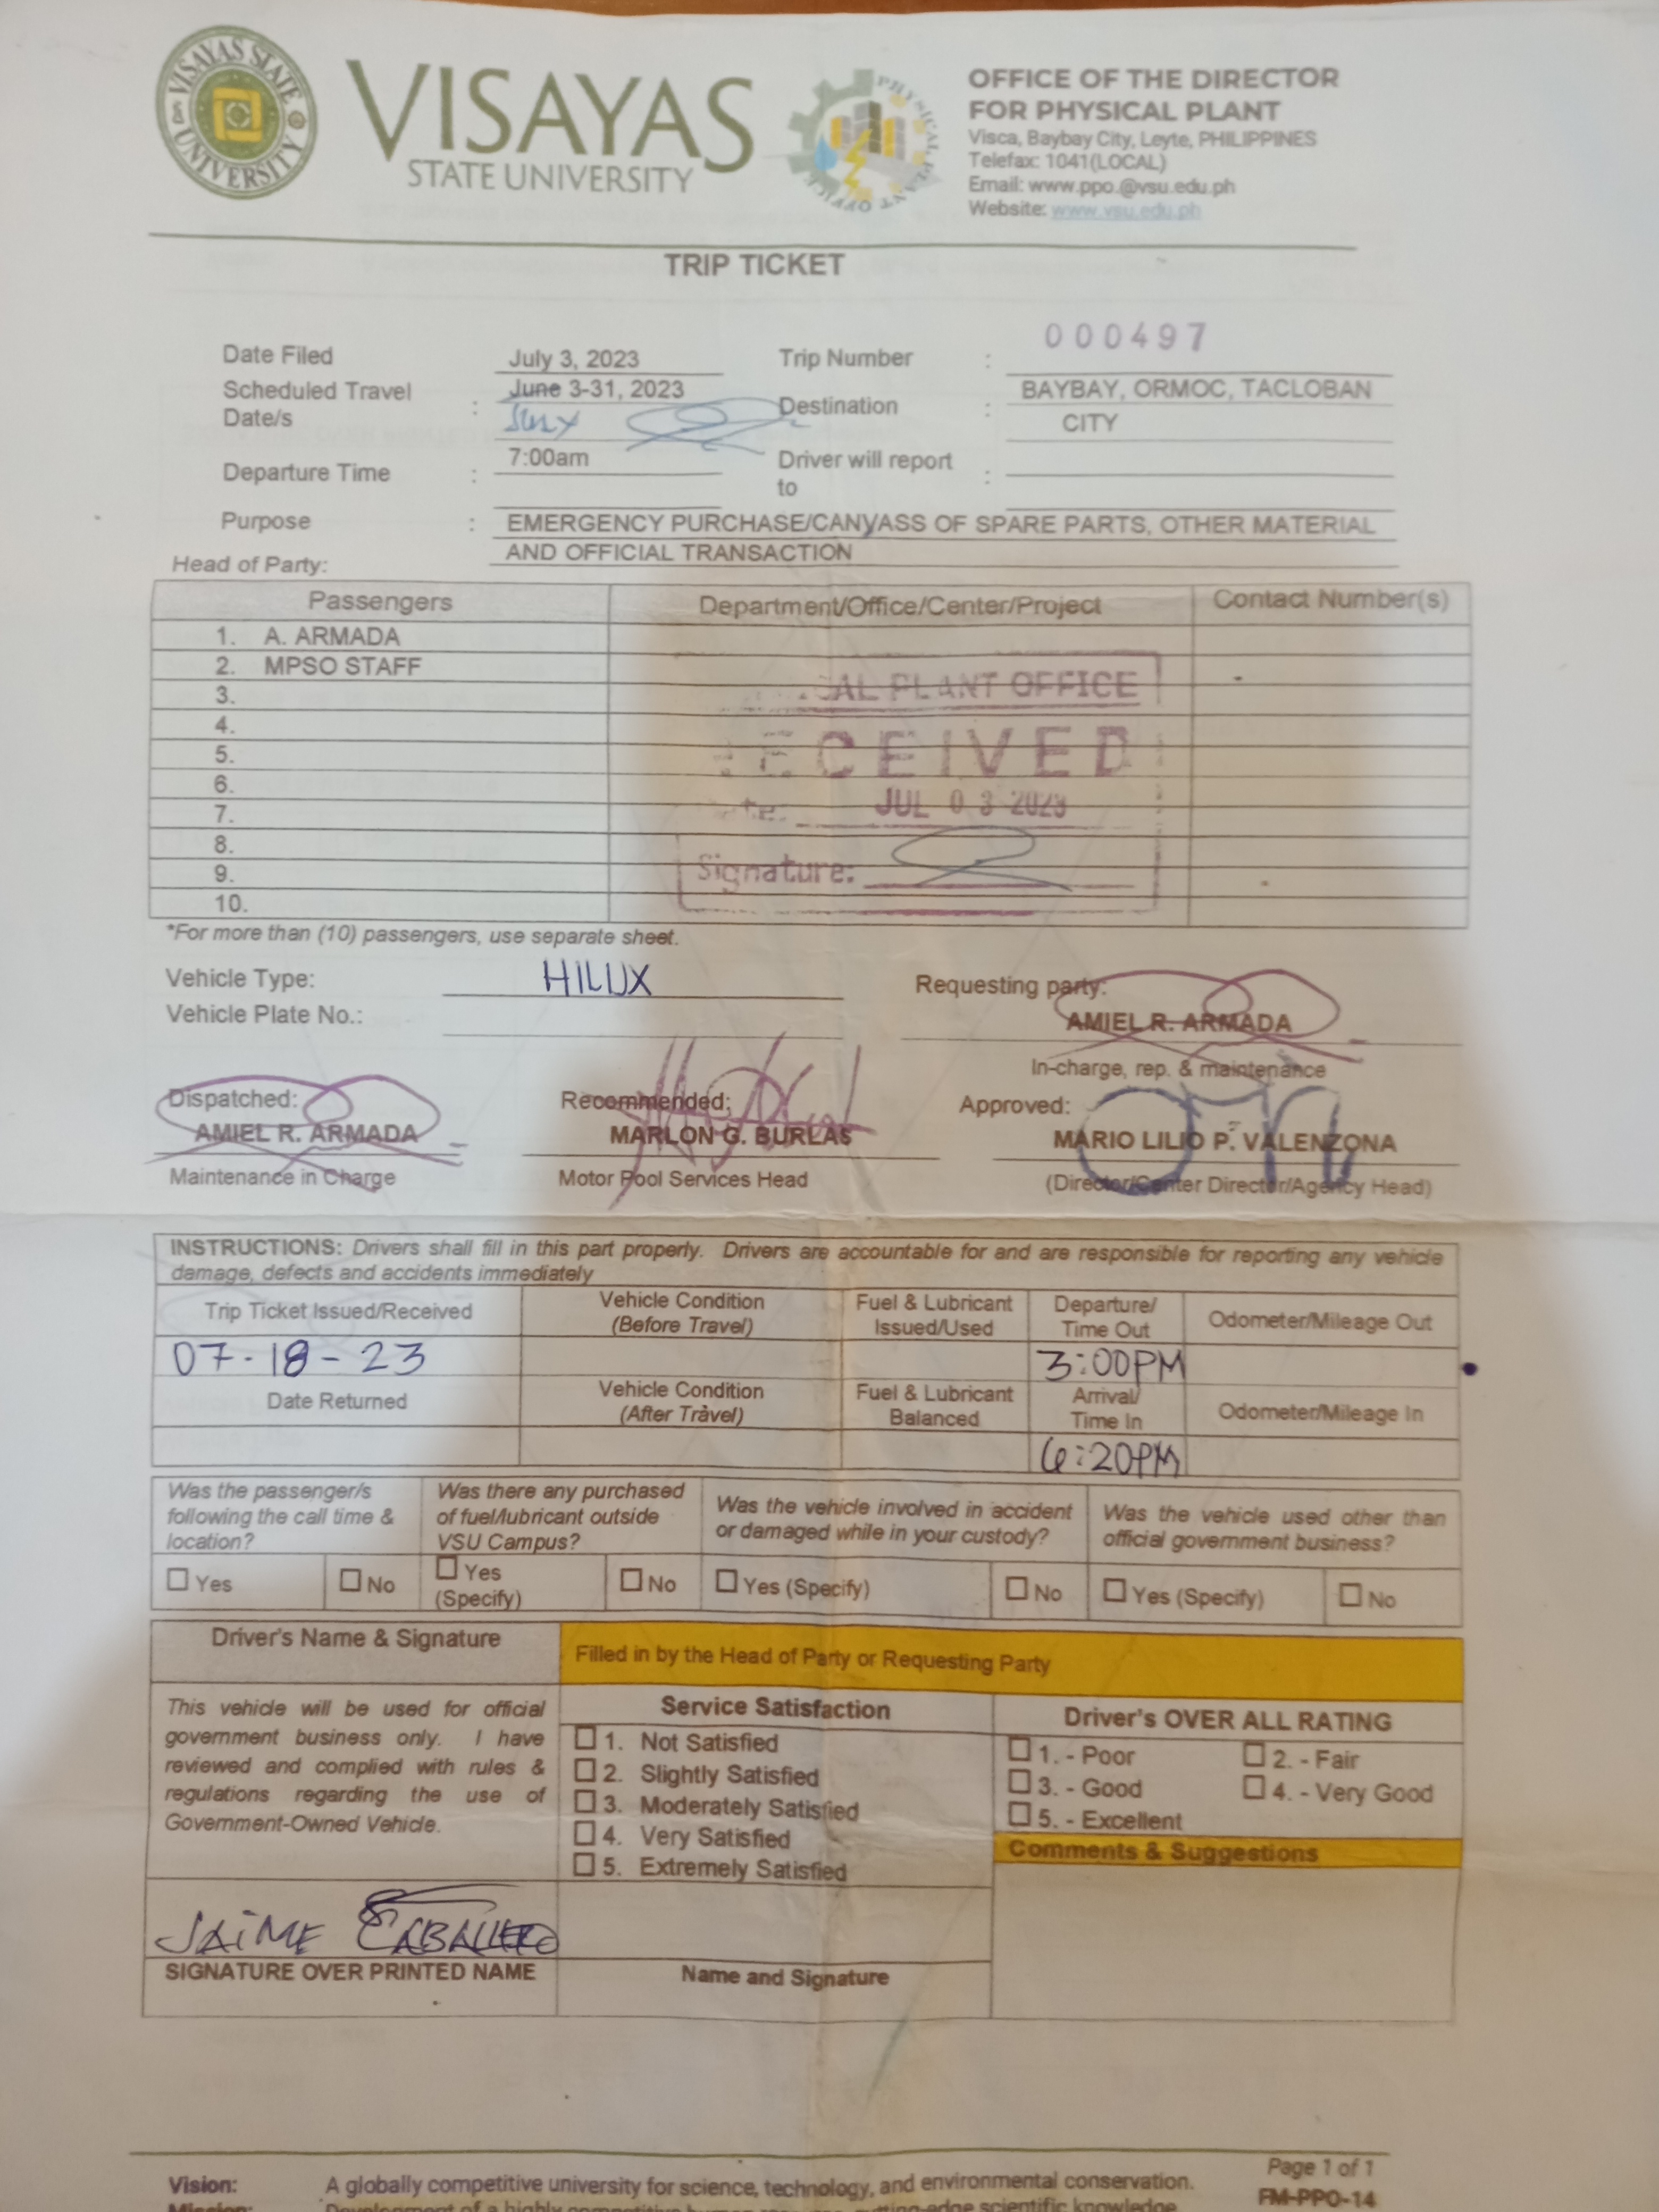 VISAYAS STATE UNIVERSITY
VISAYAS
STATE UNIVERSITY
PHYSICAL PLANT OFFICE
OFFICE OF THE DIRECTOR
FOR PHYSICAL PLANT
Visca, Baybay City, Leyte, PHILIPPINES
Telefax: 1041(LOCAL)
Email: www.ppo.@vsu.edu.ph
Website: www.vsu.edu.ph
TRIP TICKET
000497
Date Filed July 3, 2023 Trip Number :
Scheduled Travel Date/s : June 3-31, 2023
July
Destination : BAYBAY, ORMOC, TACLOBAN
CITY
Departure Time : 7:00am Driver will report to :
Purpose : EMERGENCY PURCHASE/CANVASS OF SPARE PARTS, OTHER MATERIAL
AND OFFICIAL TRANSACTION
Head of Party:
Passengers Department/Office/Center/Project Contact Number(s)
1. A. ARMADA
2. MPSO STAFF
3.
4.
5.
6.
7.
8.
9.
10.
AL PLANT OFFICE
ECEIVED
te: JUL 03 2023
Signature:
*For more than (10) passengers, use separate sheet.
Vehicle Type: HILUX
Vehicle Plate No.:
Requesting party:
AMIEL R. ARMADA
In-charge, rep. & maintenance
Dispatched:
AMIEL R. ARMADA
Maintenance in Charge
Recommended:
MARLON G. BURLAS
Motor Pool Services Head
Approved:
MARIO LILIO P. VALENZONA
(Director/Center Director/Agency Head)
INSTRUCTIONS: Drivers shall fill in this part properly. Drivers are accountable for and are responsible for reporting any vehicle
damage, defects and accidents immediately
Trip Ticket Issued/Received Vehicle Condition (Before Travel) Fuel & Lubricant Issued/Used Departure/ Time Out Odometer/Mileage Out
07-18-23 3:00PM
Date Returned Vehicle Condition (After Travel) Fuel & Lubricant Balanced Arrival/ Time In Odometer/Mileage In
6:20PM
Was the passenger/s following the call time & location?
Was there any purchased of fuel/lubricant outside VSU Campus?
Was the vehicle involved in accident or damaged while in your custody?
Was the vehicle used other than official government business?
Yes No Yes (Specify) No Yes (Specify) No Yes (Specify) No
Driver's Name & Signature
Filled in by the Head of Party or Requesting Party
This vehicle will be used for official
government business only. I have
reviewed and complied with rules &
regulations regarding the use of
Government-Owned Vehicle.
Service Satisfaction
1. Not Satisfied
2. Slightly Satisfied
3. Moderately Satisfied
4. Very Satisfied
5. Extremely Satisfied
Driver's OVER ALL RATING
1. - Poor 2. - Fair
3. - Good 4. - Very Good
5. - Excellent
Comments & Suggestions
JAIME CABALLERO
SIGNATURE OVER PRINTED NAME
Name and Signature
Page 1 of 1
Vision: A globally competitive university for science, technology, and environmental conservation.
FM-PPO-14